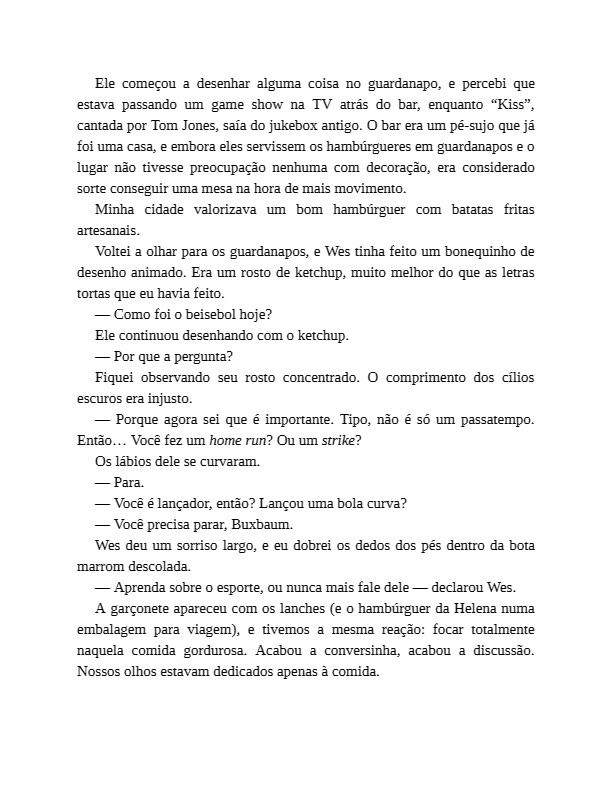 Ele começou a desenhar alguma coisa no guardanapo, e percebi que
estava passando um game show na TV atrás do bar, enquanto “Kiss”,
cantada por Tom Jones, saía do jukebox antigo. O bar era um pé-sujo que já
foi uma casa, e embora eles servissem os hambúrgueres em guardanapos e o
lugar não tivesse preocupação nenhuma com decoração, era considerado
sorte conseguir uma mesa na hora de mais movimento.
Minha cidade valorizava um bom hambúrguer com batatas fritas
artesanais.
Voltei a olhar para os guardanapos, e Wes tinha feito um bonequinho de
desenho animado. Era um rosto de ketchup, muito melhor do que as letras
tortas que eu havia feito.
— Como foi o beisebol hoje?
Ele continuou desenhando com o ketchup.
— Por que a pergunta?
Fiquei observando seu rosto concentrado. O comprimento dos cílios
escuros era injusto.
— Porque agora sei que é importante. Tipo, não é só um passatempo.
Então… Você fez um home run? Ou um strike?
Os lábios dele se curvaram.
— Para.
— Você é lançador, então? Lançou uma bola curva?
— Você precisa parar, Buxbaum.
Wes deu um sorriso largo, e eu dobrei os dedos dos pés dentro da bota
marrom descolada.
— Aprenda sobre o esporte, ou nunca mais fale dele — declarou Wes.
A garçonete apareceu com os lanches (e o hambúrguer da Helena numa
embalagem para viagem), e tivemos a mesma reação: focar totalmente
naquela comida gordurosa. Acabou a conversinha, acabou a discussão.
Nossos olhos estavam dedicados apenas à comida.